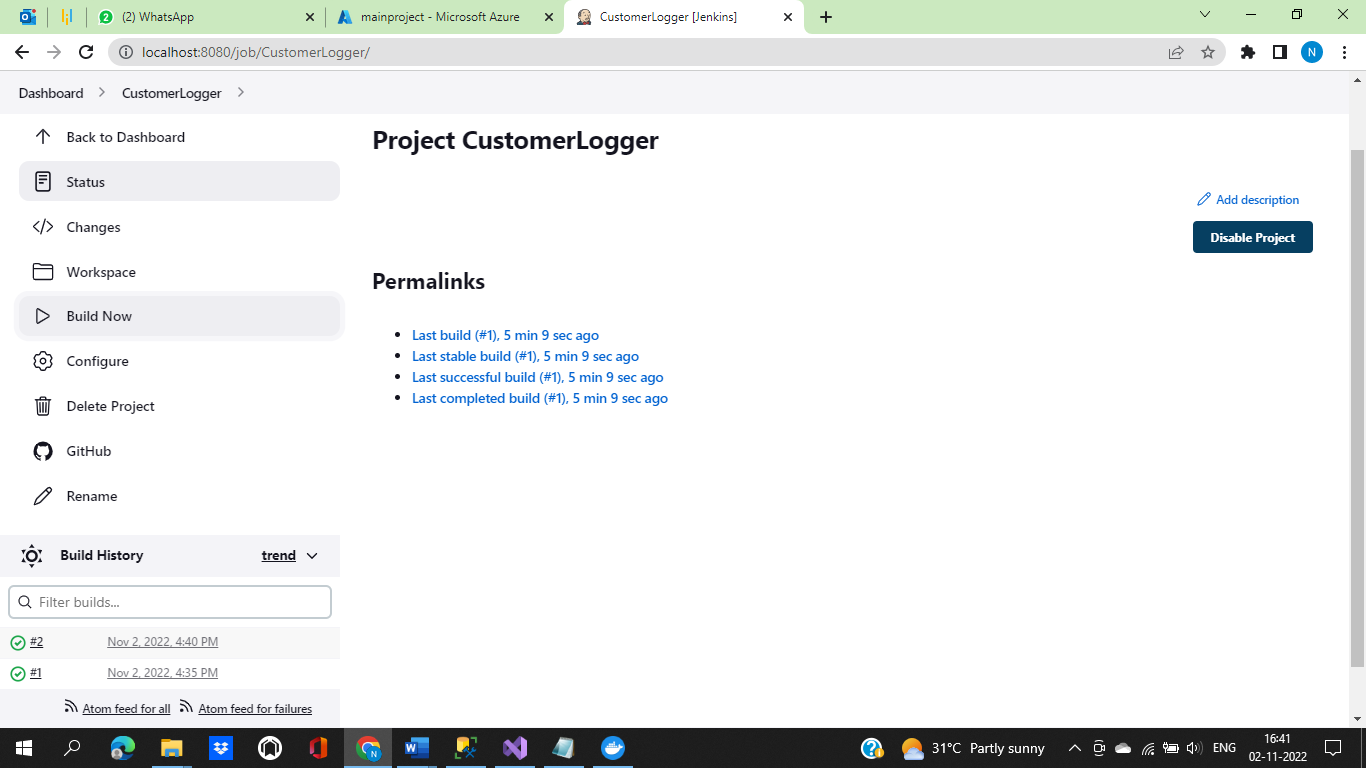 2
(2) WhatsApp
mainproject - Microsoft Azure
CustomerLogger [Jenkins]
localhost:8080/job/CustomerLogger/
N
Dashboard CustomerLogger
Back to Dashboard
Status
Changes
Workspace
Build Now
Configure
Delete Project
GitHub
Rename
Build History trend
Filter builds...
#2 Nov 2, 2022, 4:40 PM
#1 Nov 2, 2022, 4:35 PM
Atom feed for all Atom feed for failures
Project CustomerLogger
Add description
Disable Project
Permalinks
Last build (#1), 5 min 9 sec ago
Last stable build (#1), 5 min 9 sec ago
Last successful build (#1), 5 min 9 sec ago
Last completed build (#1), 5 min 9 sec ago
31°C Partly sunny
ENG
16:41
02-11-2022